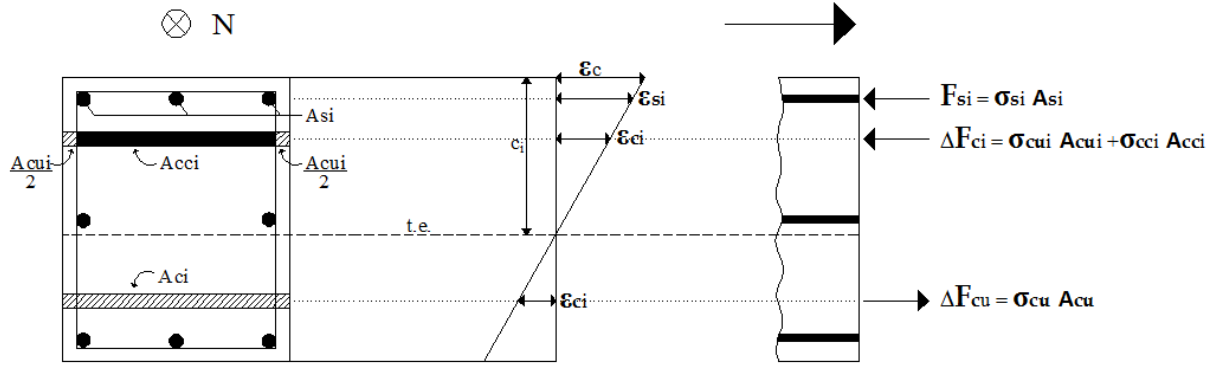 N
εc
εsi
Fsi = σsi Asi
Asi
ci
εci
ΔFci = σcui Acui +σcci Acci
Acui
2
Acci
Acui
2
t.e.
Aci
εci
ΔFcu = σcu Acu